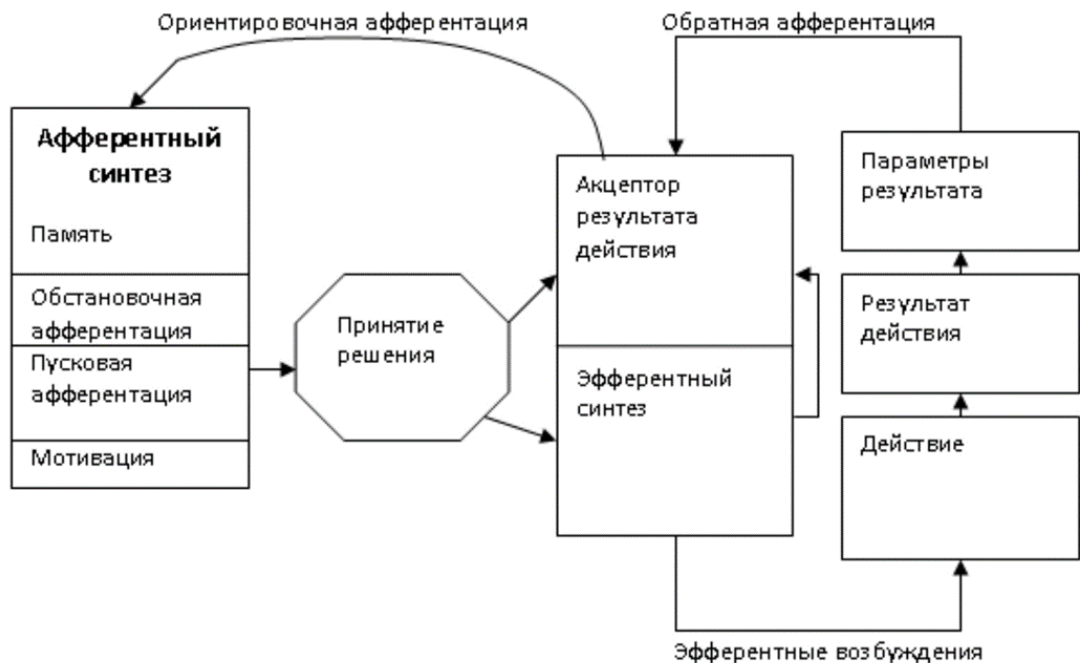 Ориентировочная афферентация
Обратная афферентация
Афферентный
синтез
Память
Обстановочная
афферентация
Пусковая
афферентация
Мотивация
Принятие
решения
Акцептор
результата
действия
Эфферентный
синтез
Параметры
результата
Результат
действия
Действие
Эфферентные возбуждения